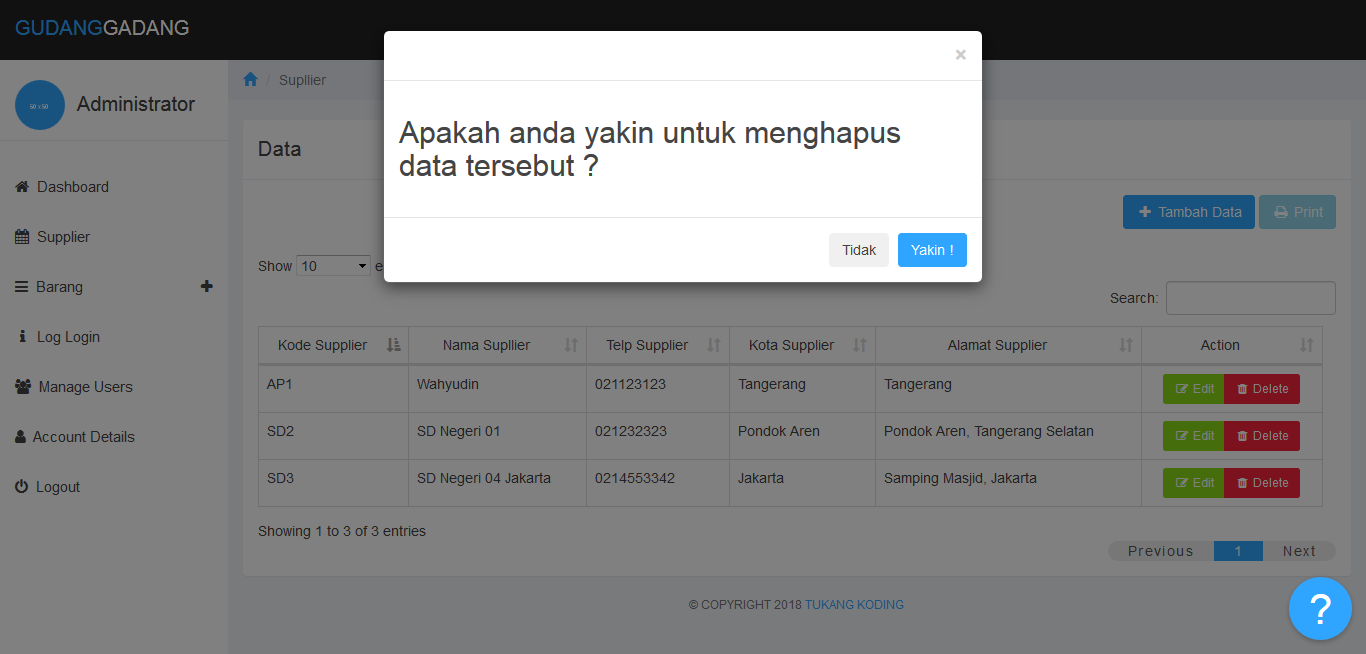 GUDANGGADANG
×
50 x 50
Administrator
Supllier
Apakah anda yakin untuk menghapus
data tersebut ?
Tidak
Yakin !
Data
Dashboard
Supplier
Barang
Log Login
Manage Users
Account Details
Logout
Tambah Data
Print
Show 10 e
Search:
Kode Supplier Nama Supllier Telp Supplier Kota Supplier Alamat Supplier Action
AP1 Wahyudin 021123123 Tangerang Tangerang Edit Delete
SD2 SD Negeri 01 021232323 Pondok Aren Pondok Aren, Tangerang Selatan Edit Delete
SD3 SD Negeri 04 Jakarta 0214553342 Jakarta Samping Masjid, Jakarta Edit Delete
Showing 1 to 3 of 3 entries
Previous 1 Next
© COPYRIGHT 2018 TUKANG KODING
?